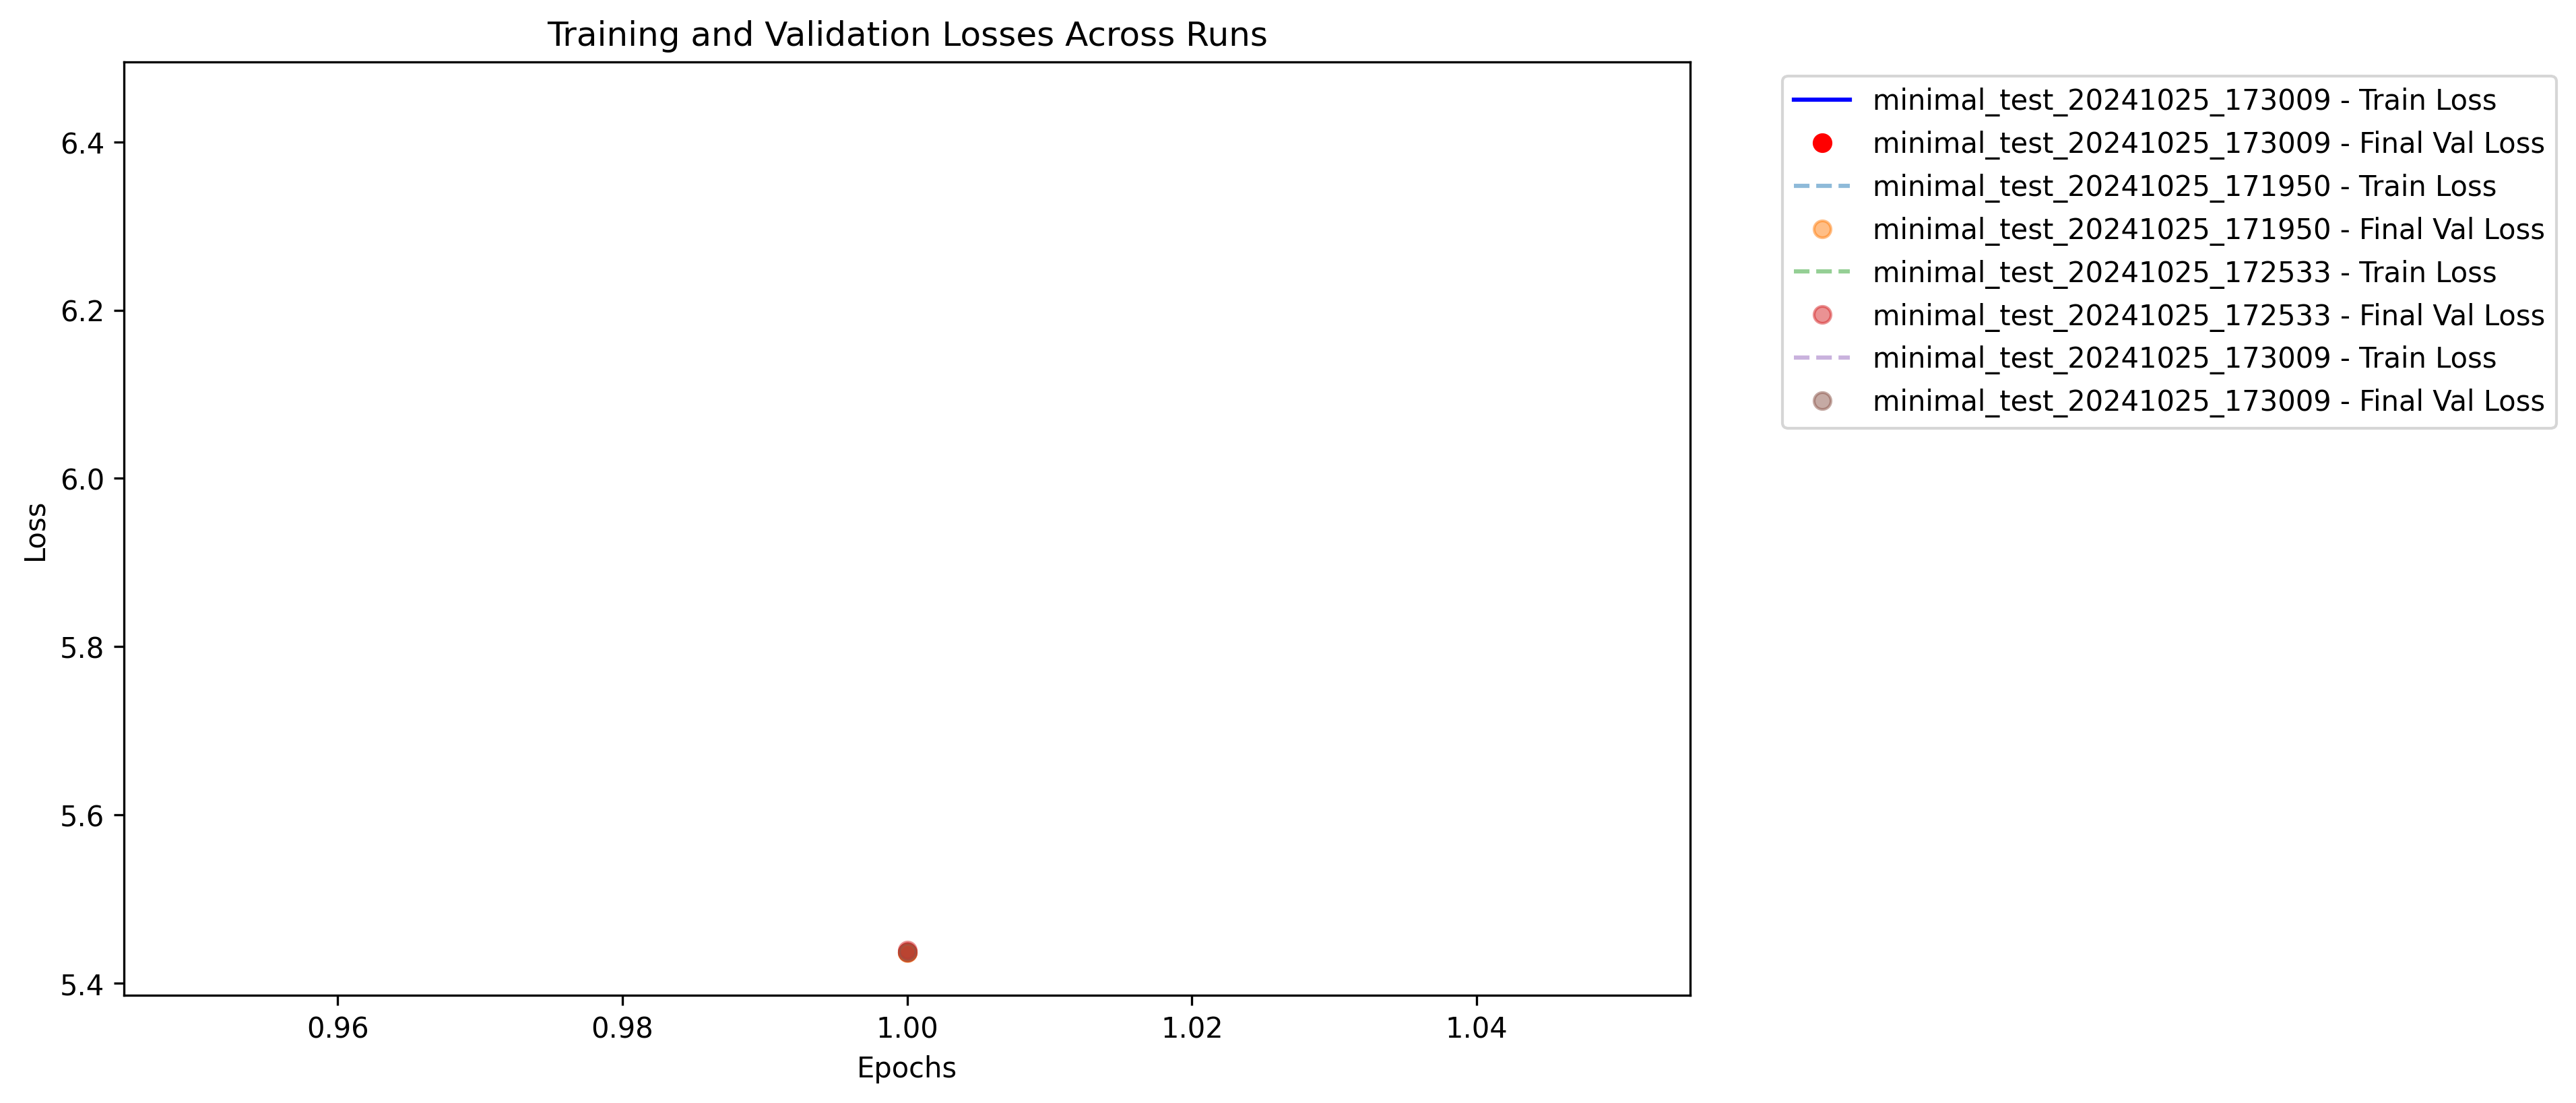 Training and Validation Losses Across Runs
Loss
6.4
6.2
6.0
5.8
5.6
5.4
0.96
0.98
1.00
1.02
1.04
Epochs
minimal_test_20241025_173009 - Train Loss
minimal_test_20241025_173009 - Final Val Loss
minimal_test_20241025_171950 - Train Loss
minimal_test_20241025_171950 - Final Val Loss
minimal_test_20241025_172533 - Train Loss
minimal_test_20241025_172533 - Final Val Loss
minimal_test_20241025_173009 - Train Loss
minimal_test_20241025_173009 - Final Val Loss